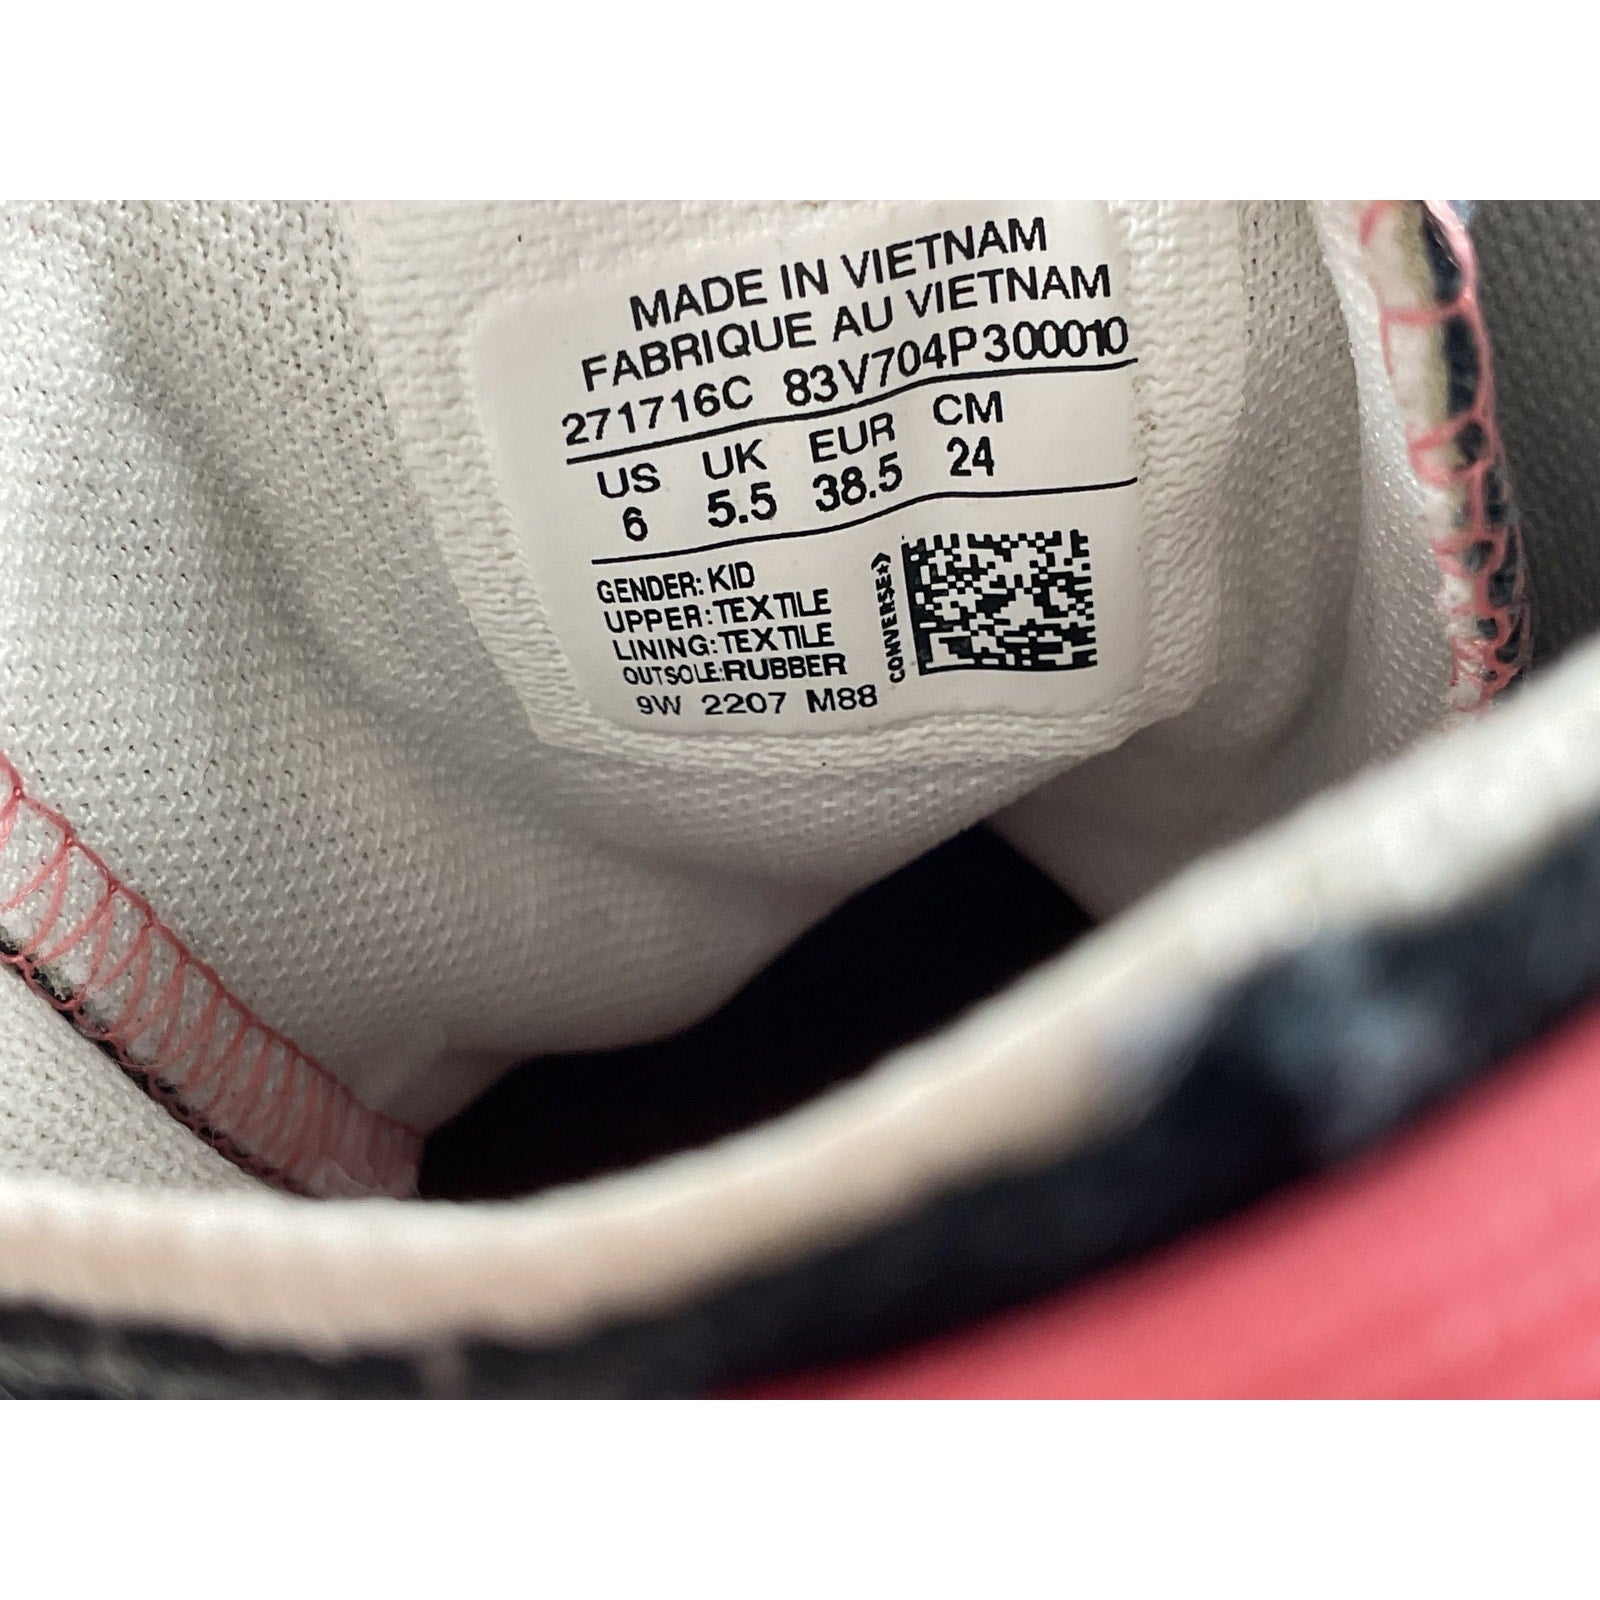 MADE IN VIETNAM
FABRIQUE AU VIETNAM
271716C 83V704P300010
US UK EUR CM
6 5.5 38.5 24
GENDER: KID
UPPER: TEXTILE
LINING: TEXTILE
OUTSOLE: RUBBER
9W 2207 M88
CONVERSE